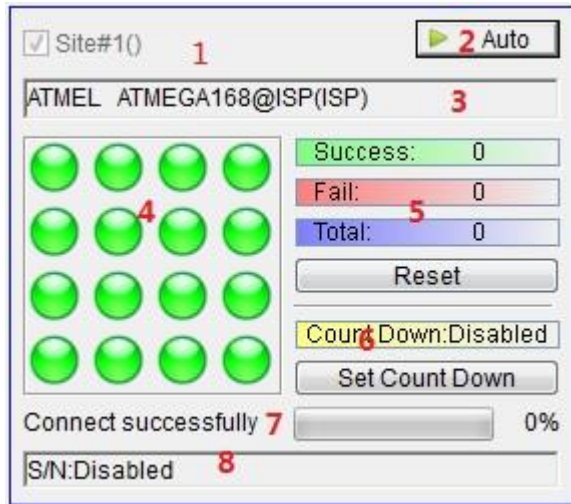 Site#1() 1
2 Auto
ATMEL ATMEGA168@ISP(ISP) 3
4
Success: 0
Fail: 0
5
Total: 0
Reset
Count Down:Disabled
6
Set Count Down
Connect successfully 7 0%
S/N:Disabled 8